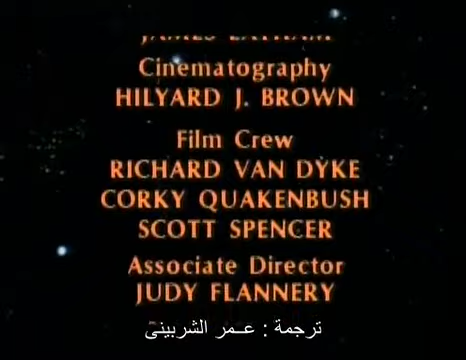 Cinematography
HILYARD J. BROWN
Film Crew
RICHARD VAN DYKE
CORKY QUAKENBUSH
SCOTT SPENCER
Associate Director
JUDY FLANNERY
ترجمة : عـمر الشربينى